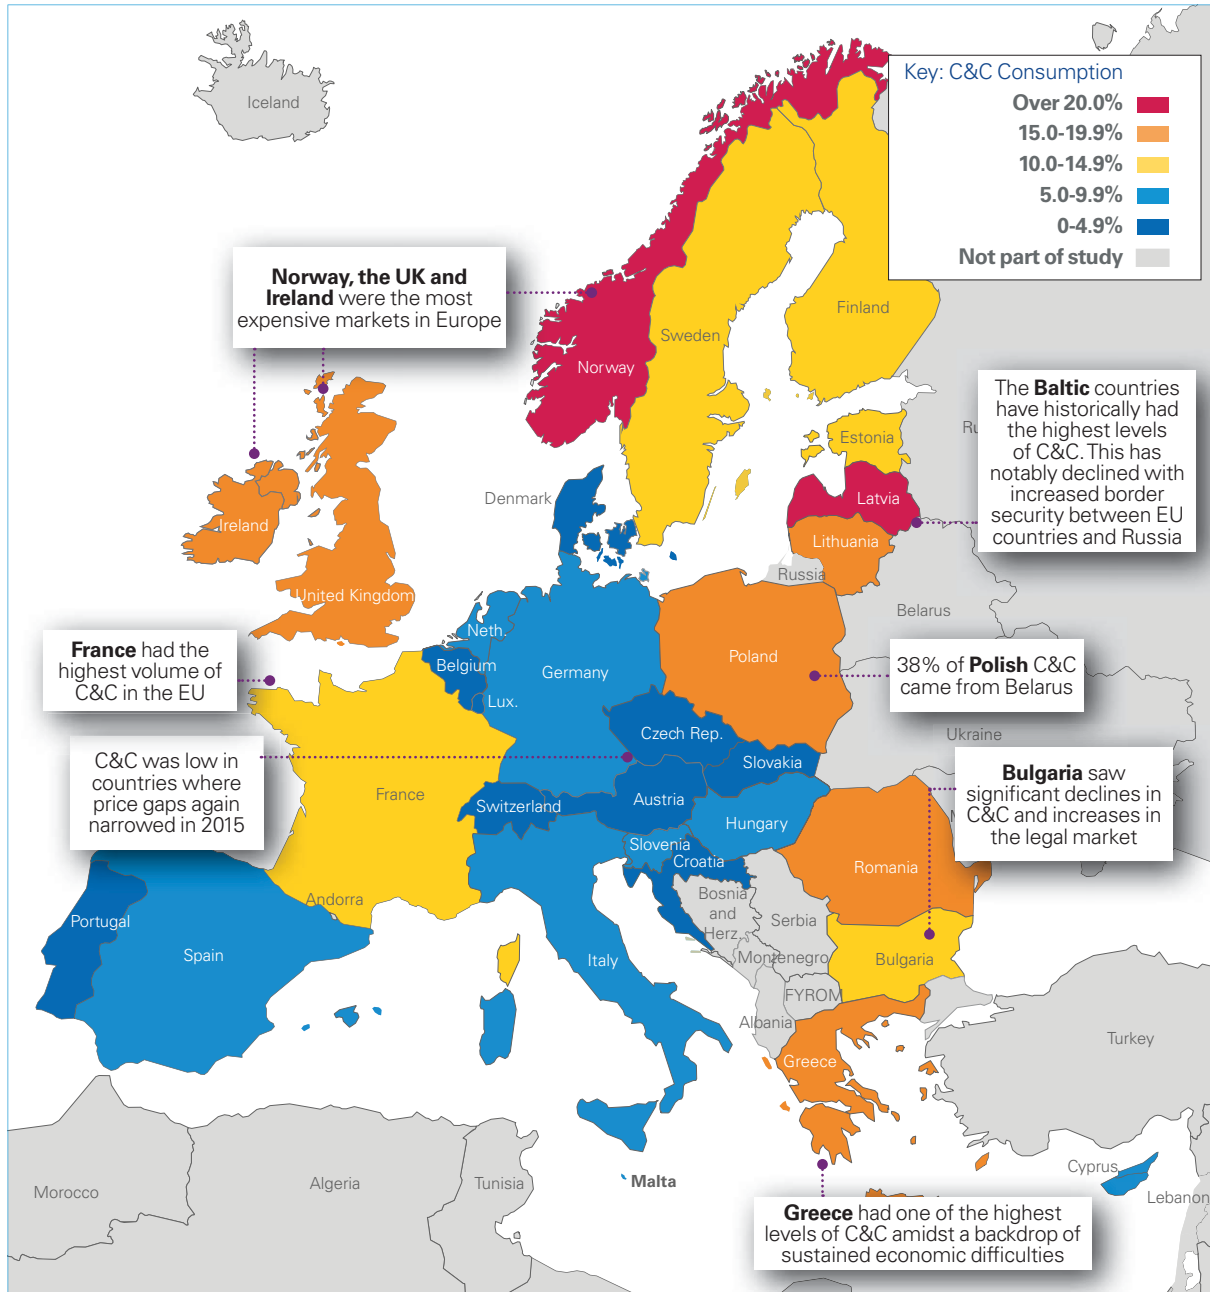 Iceland
Key: C&C Consumption
Over 20.0%
15.0-19.9%
10.0-14.9%
5.0-9.9%
0-4.9%
Not part of study
Norway, the UK and
Ireland were the most
expensive markets in Europe
Finland
Sweden
Norway
The Baltic countries
have historically had
the highest levels
of C&C. This has
notably declined with
increased border
security between EU
countries and Russia
Estonia
Denmark
Latvia
Ireland
Lithuania
Russia
United Kingdom
Belarus
Neth.
France had the
highest volume of
C&C in the EU
Belgium
Germany
Poland
38% of Polish C&C
came from Belarus
Lux.
Czech Rep.
Ukraine
C&C was low in
countries where
price gaps again
narrowed in 2015
Slovakia
Bulgaria saw
significant declines in
C&C and increases in
the legal market
France
Switzerland
Austria
Hungary
Slovenia
Croatia
Romania
Andorra
Bosnia
and
Herz.
Portugal
Serbia
Spain
Italy
Montenegro
Bulgaria
FYROM
Albania
Turkey
Greece
Cyprus
Malta
Morocco
Algeria
Tunisia
Lebanon
Greece had one of the highest
levels of C&C amidst a backdrop of
sustained economic difficulties